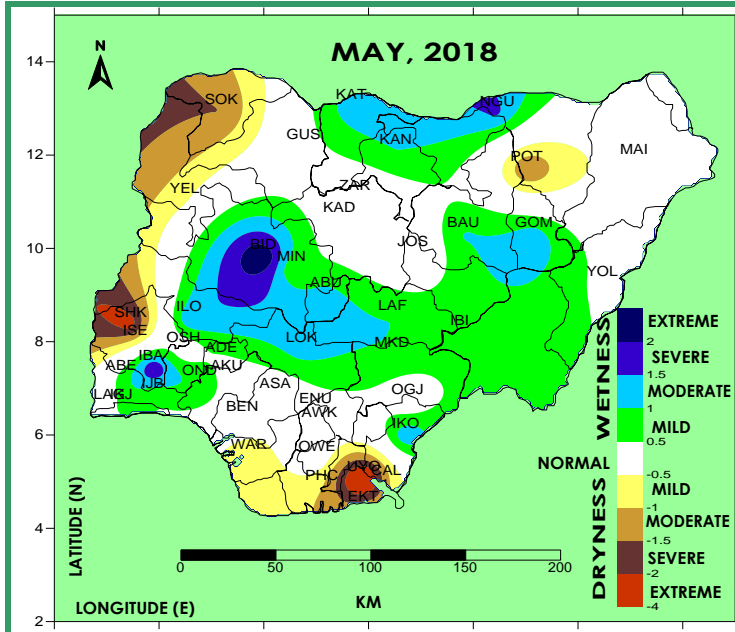 MAY, 2018
N
14
12
10
8
6
4
2
SOK
KAT
NGU
GUS
KAN
POT
MAI
YEL
ZAR
KAD
BAU
GOM
JOS
BID
MIN
YOL
ABU
ILO
LAF
IBI
SHK
ISE
OSH
LOK
MKD
IBA
ADE
ABE
OND
AKU
IJB
ASA
LAG
IKJ
ENU
OGJ
BEN
AWK
IKO
WAR
OWE
PHC
UYO
CAL
EKT
WETNESS
EXTREME
2
SEVERE
1.5
MODERATE
1
MILD
0.5
NORMAL
-0.5
DRYNESS
MILD
-1
MODERATE
-1.5
SEVERE
-2
EXTREME
-4
0 50 100 150 200
KM
LATITUDE (N)
LONGITUDE (E)